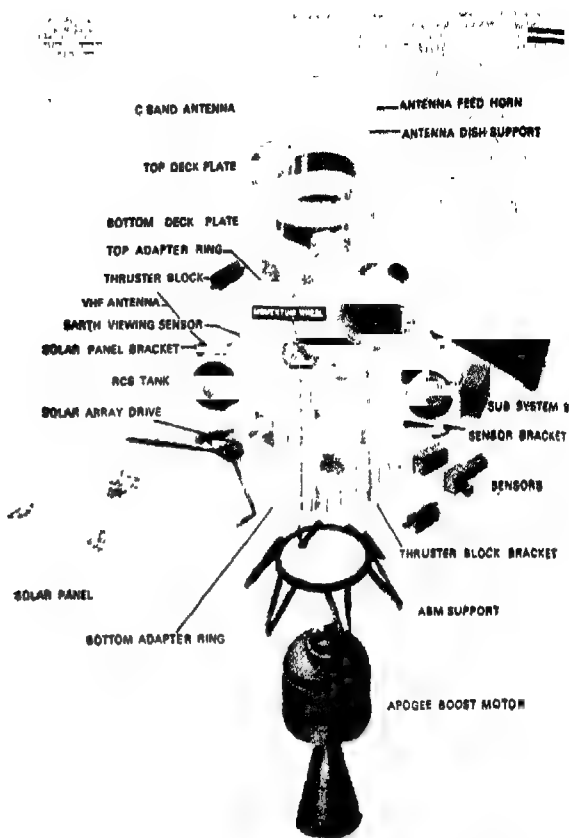 C BAND ANTENNA
ANTENNA FEED HORN
ANTENNA DISH SUPPORT
TOP DECK PLATE
BOTTOM DECK PLATE
TOP ADAPTER RING
THRUSTER BLOCK
VHF ANTENNA
MOMENTUM WHEEL
EARTH VIEWING SENSOR
SOLAR PANEL BRACKET
RCS TANK
SUB SYSTEM
SOLAR ARRAY DRIVE
SENSOR BRACKET
SENSORS
THRUSTER BLOCK BRACKET
SOLAR PANEL
ABM SUPPORT
BOTTOM ADAPTER RING
APOGEE BOOST MOTOR